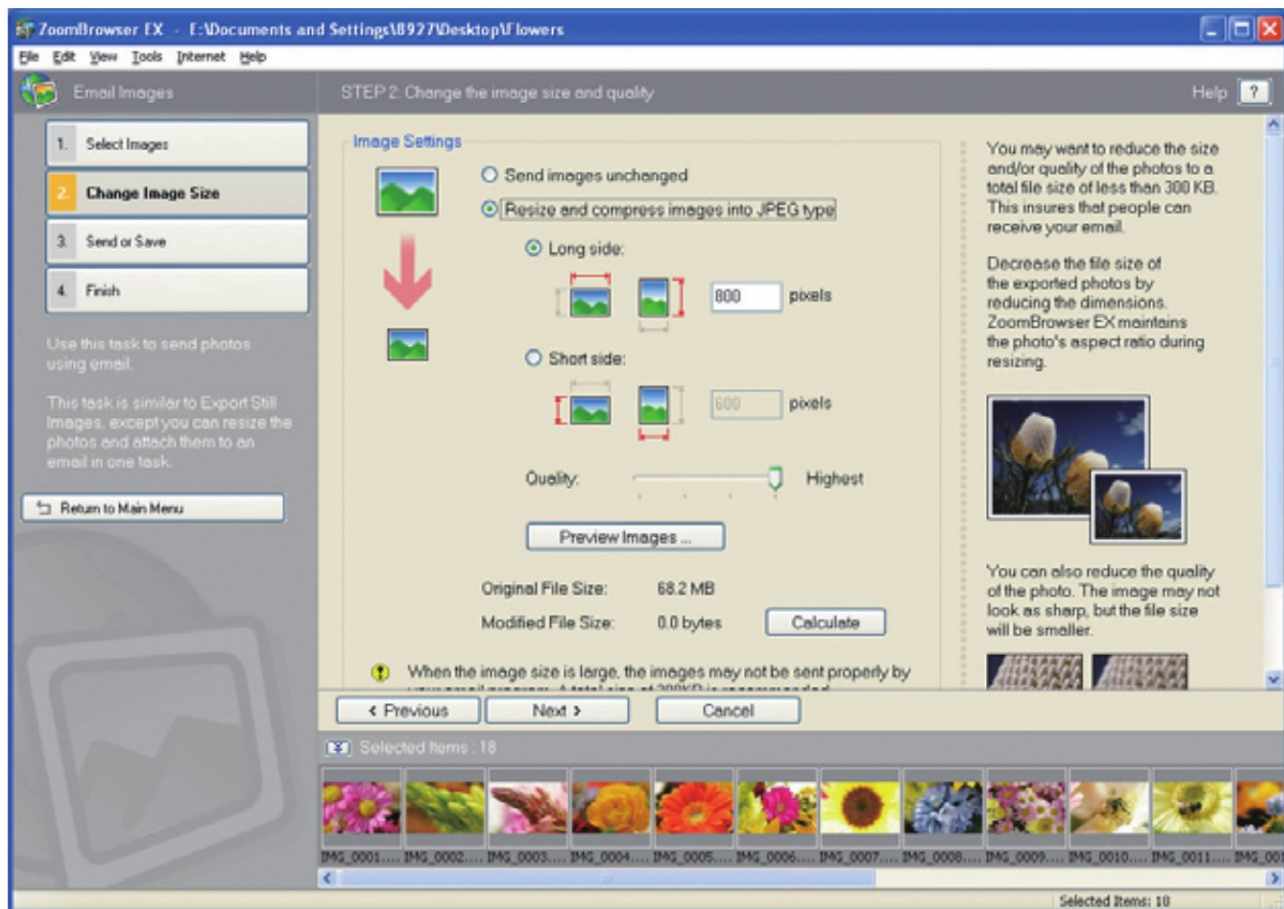 ZoomBrowser EX - E:\Documents and Settings\8927\Desktop\Flowers
File Edit View Tools Internet Help
Email Images
STEP 2: Change the image size and quality
Help ?
1. Select Images
2. Change Image Size
3. Send or Save
4. Finish
Use this task to send photos
using email.
This task is similar to Export Still
Images, except you can resize the
photos and attach them to an
email in one task.
Return to Main Menu
Image Settings
Send images unchanged
Resize and compress images into JPEG type
Long side:
800 pixels
Short side:
600 pixels
Quality: Highest
Preview Images ...
Original File Size: 68.2 MB
Modified File Size: 0.0 bytes Calculate
When the image size is large, the images may not be sent properly by
your email program. A total size of 300KB is recommended.
You may want to reduce the size
and/or quality of the photos to a
total file size of less than 300 KB.
This insures that people can
receive your email.
Decrease the file size of
the exported photos by
reducing the dimensions.
ZoomBrowser EX maintains
the photo's aspect ratio during
resizing.
You can also reduce the quality
of the photo. The image may not
look as sharp, but the file size
will be smaller.
< Previous Next > Cancel
Selected Items : 18
IMG_0001.... IMG_0002.... IMG_0003.... IMG_0004.... IMG_0005.... IMG_0006.... IMG_0007.... IMG_0008.... IMG_0009.... IMG_0010.... IMG_0011.... IMG_001
Selected Items: 18